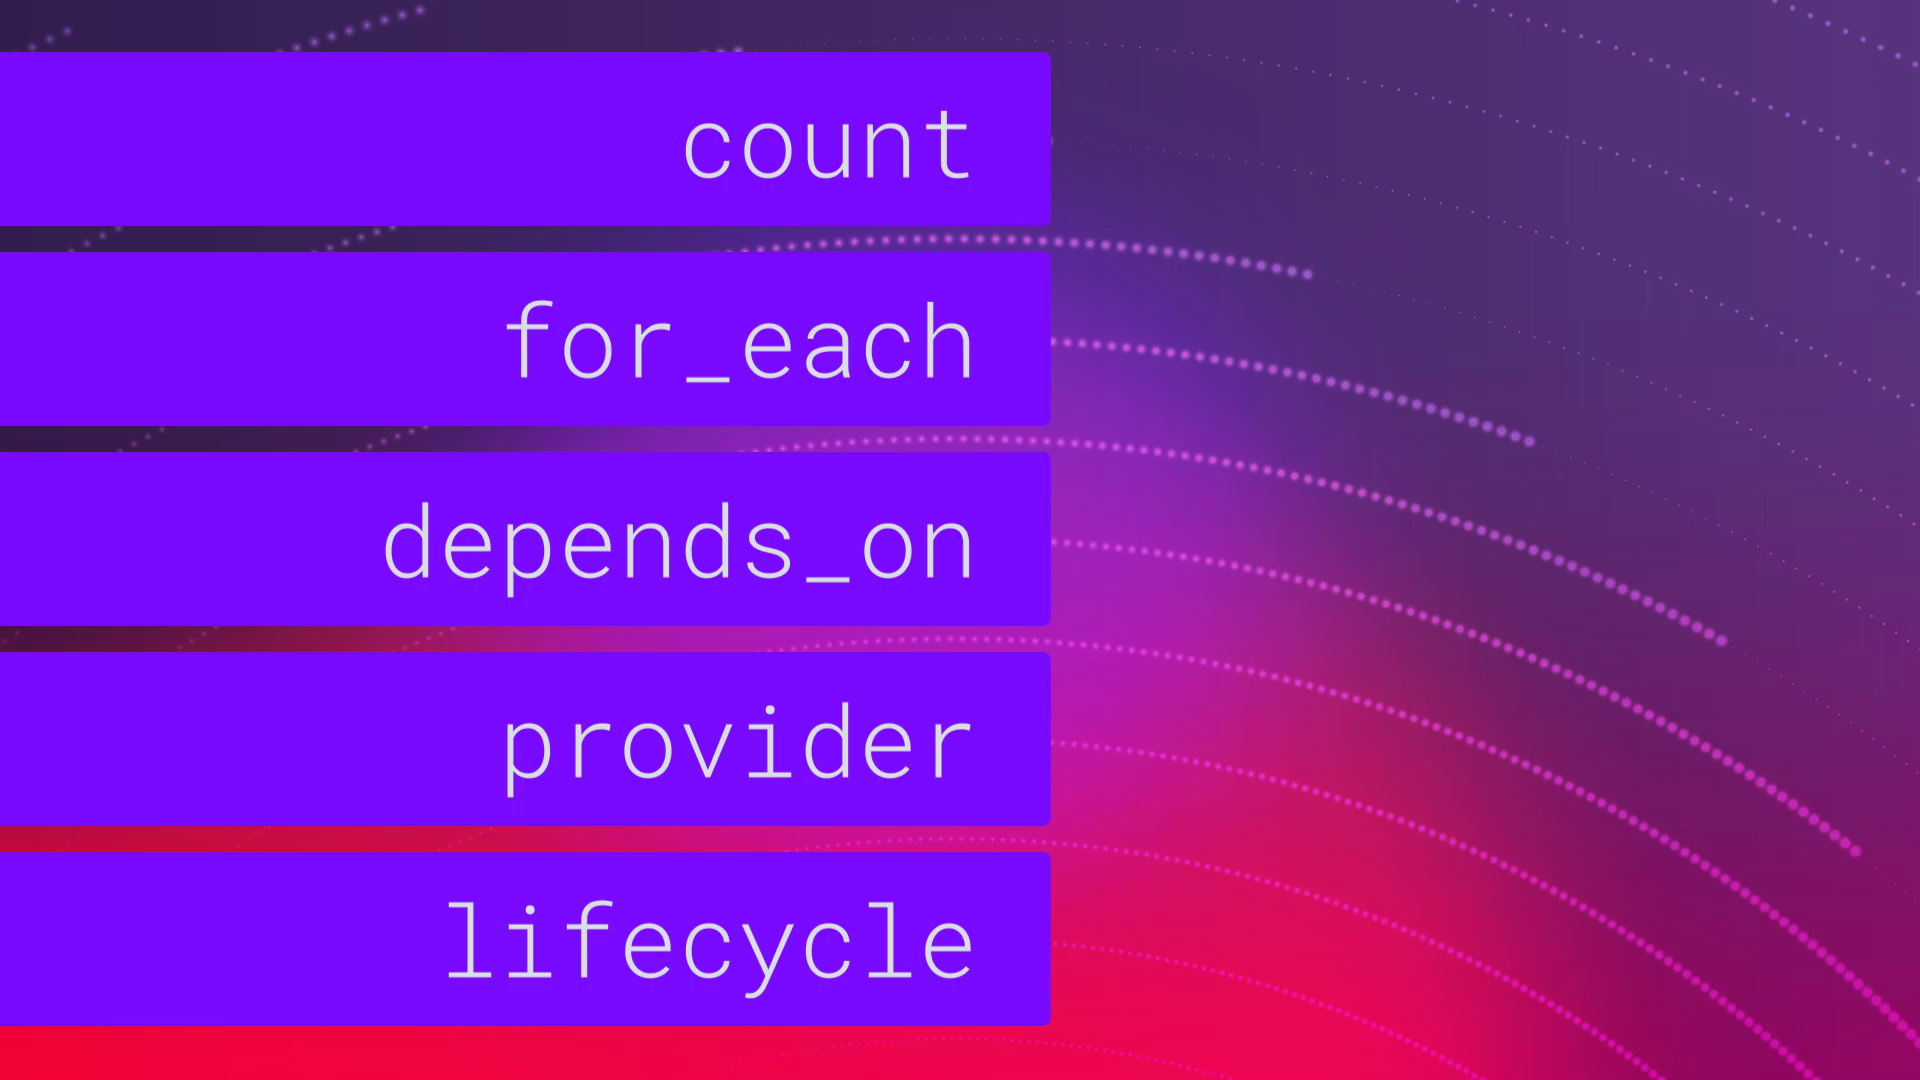 count
for_each
depends_on
provider
lifecycle